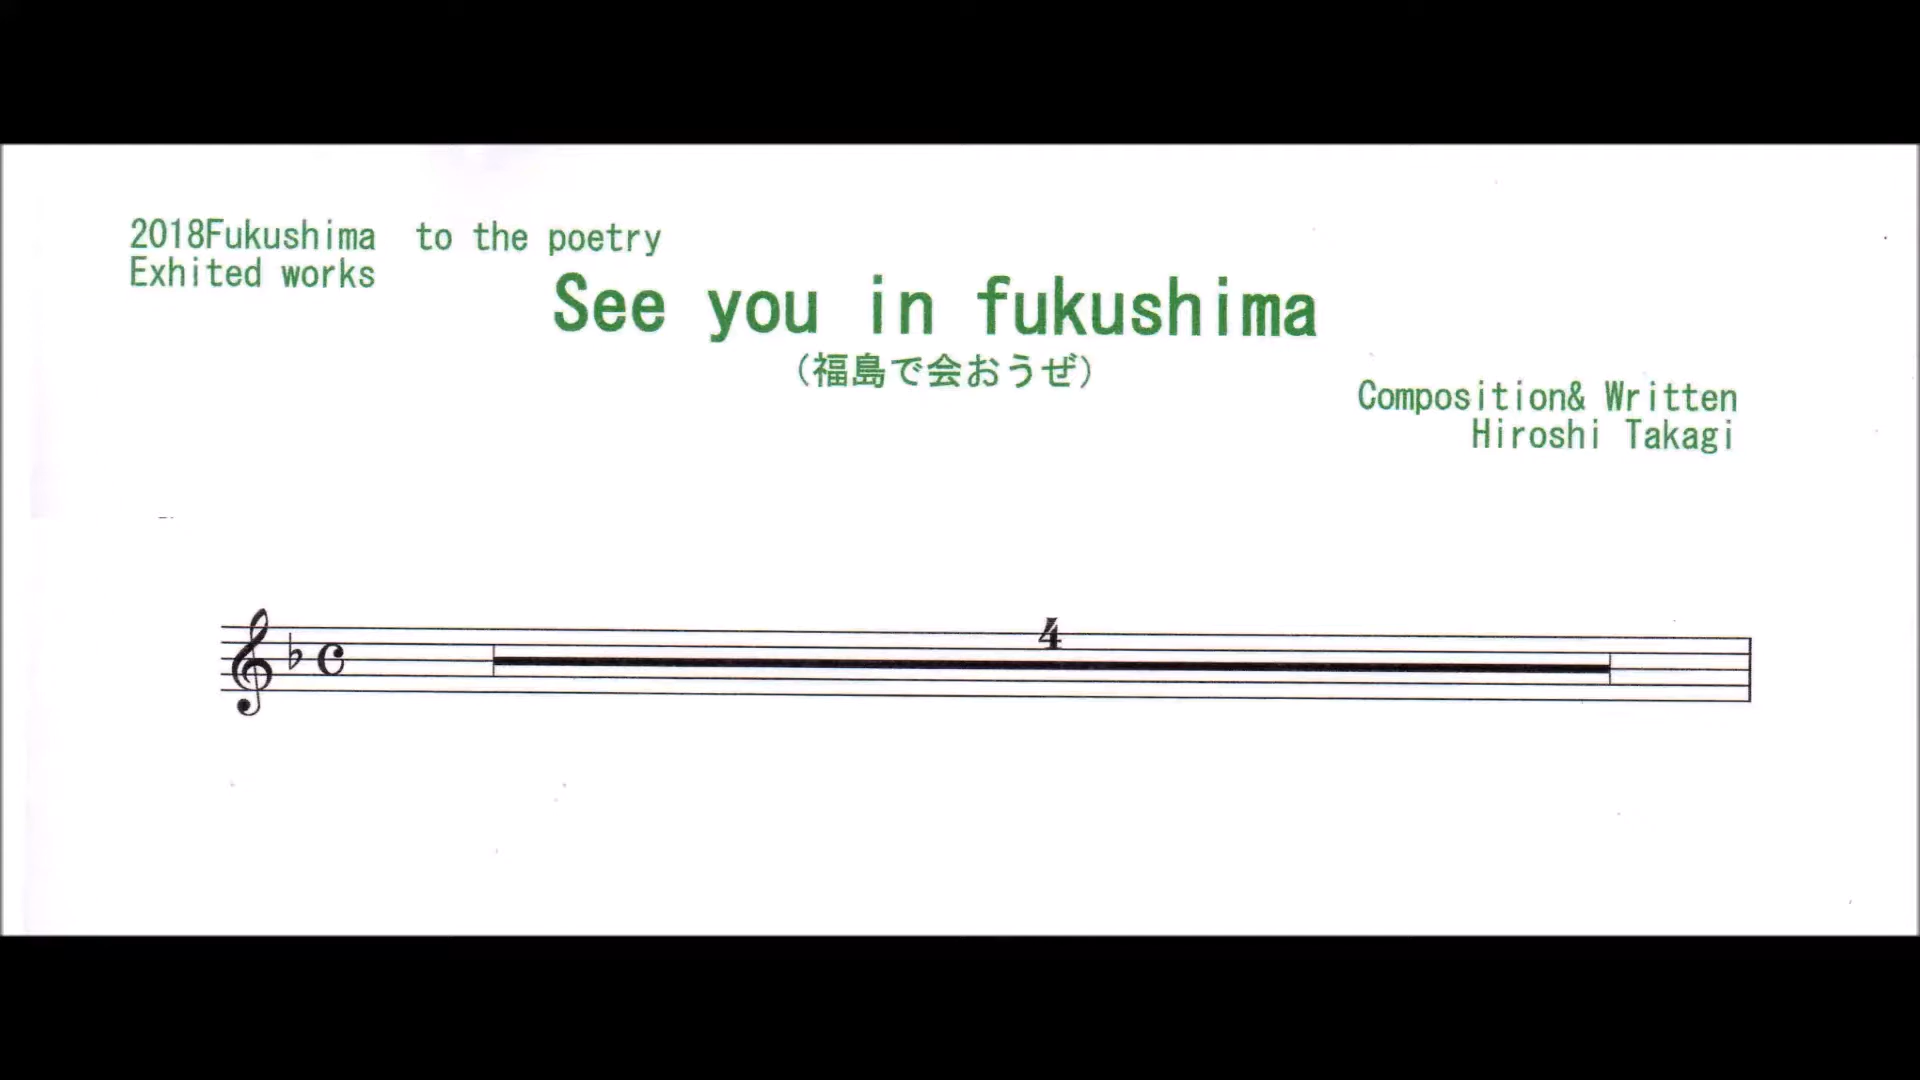 2018Fukushima to the poetry
Exhited works
See you in fukushima
(福島で会おうぜ)
Composition& Written
Hiroshi Takagi
4